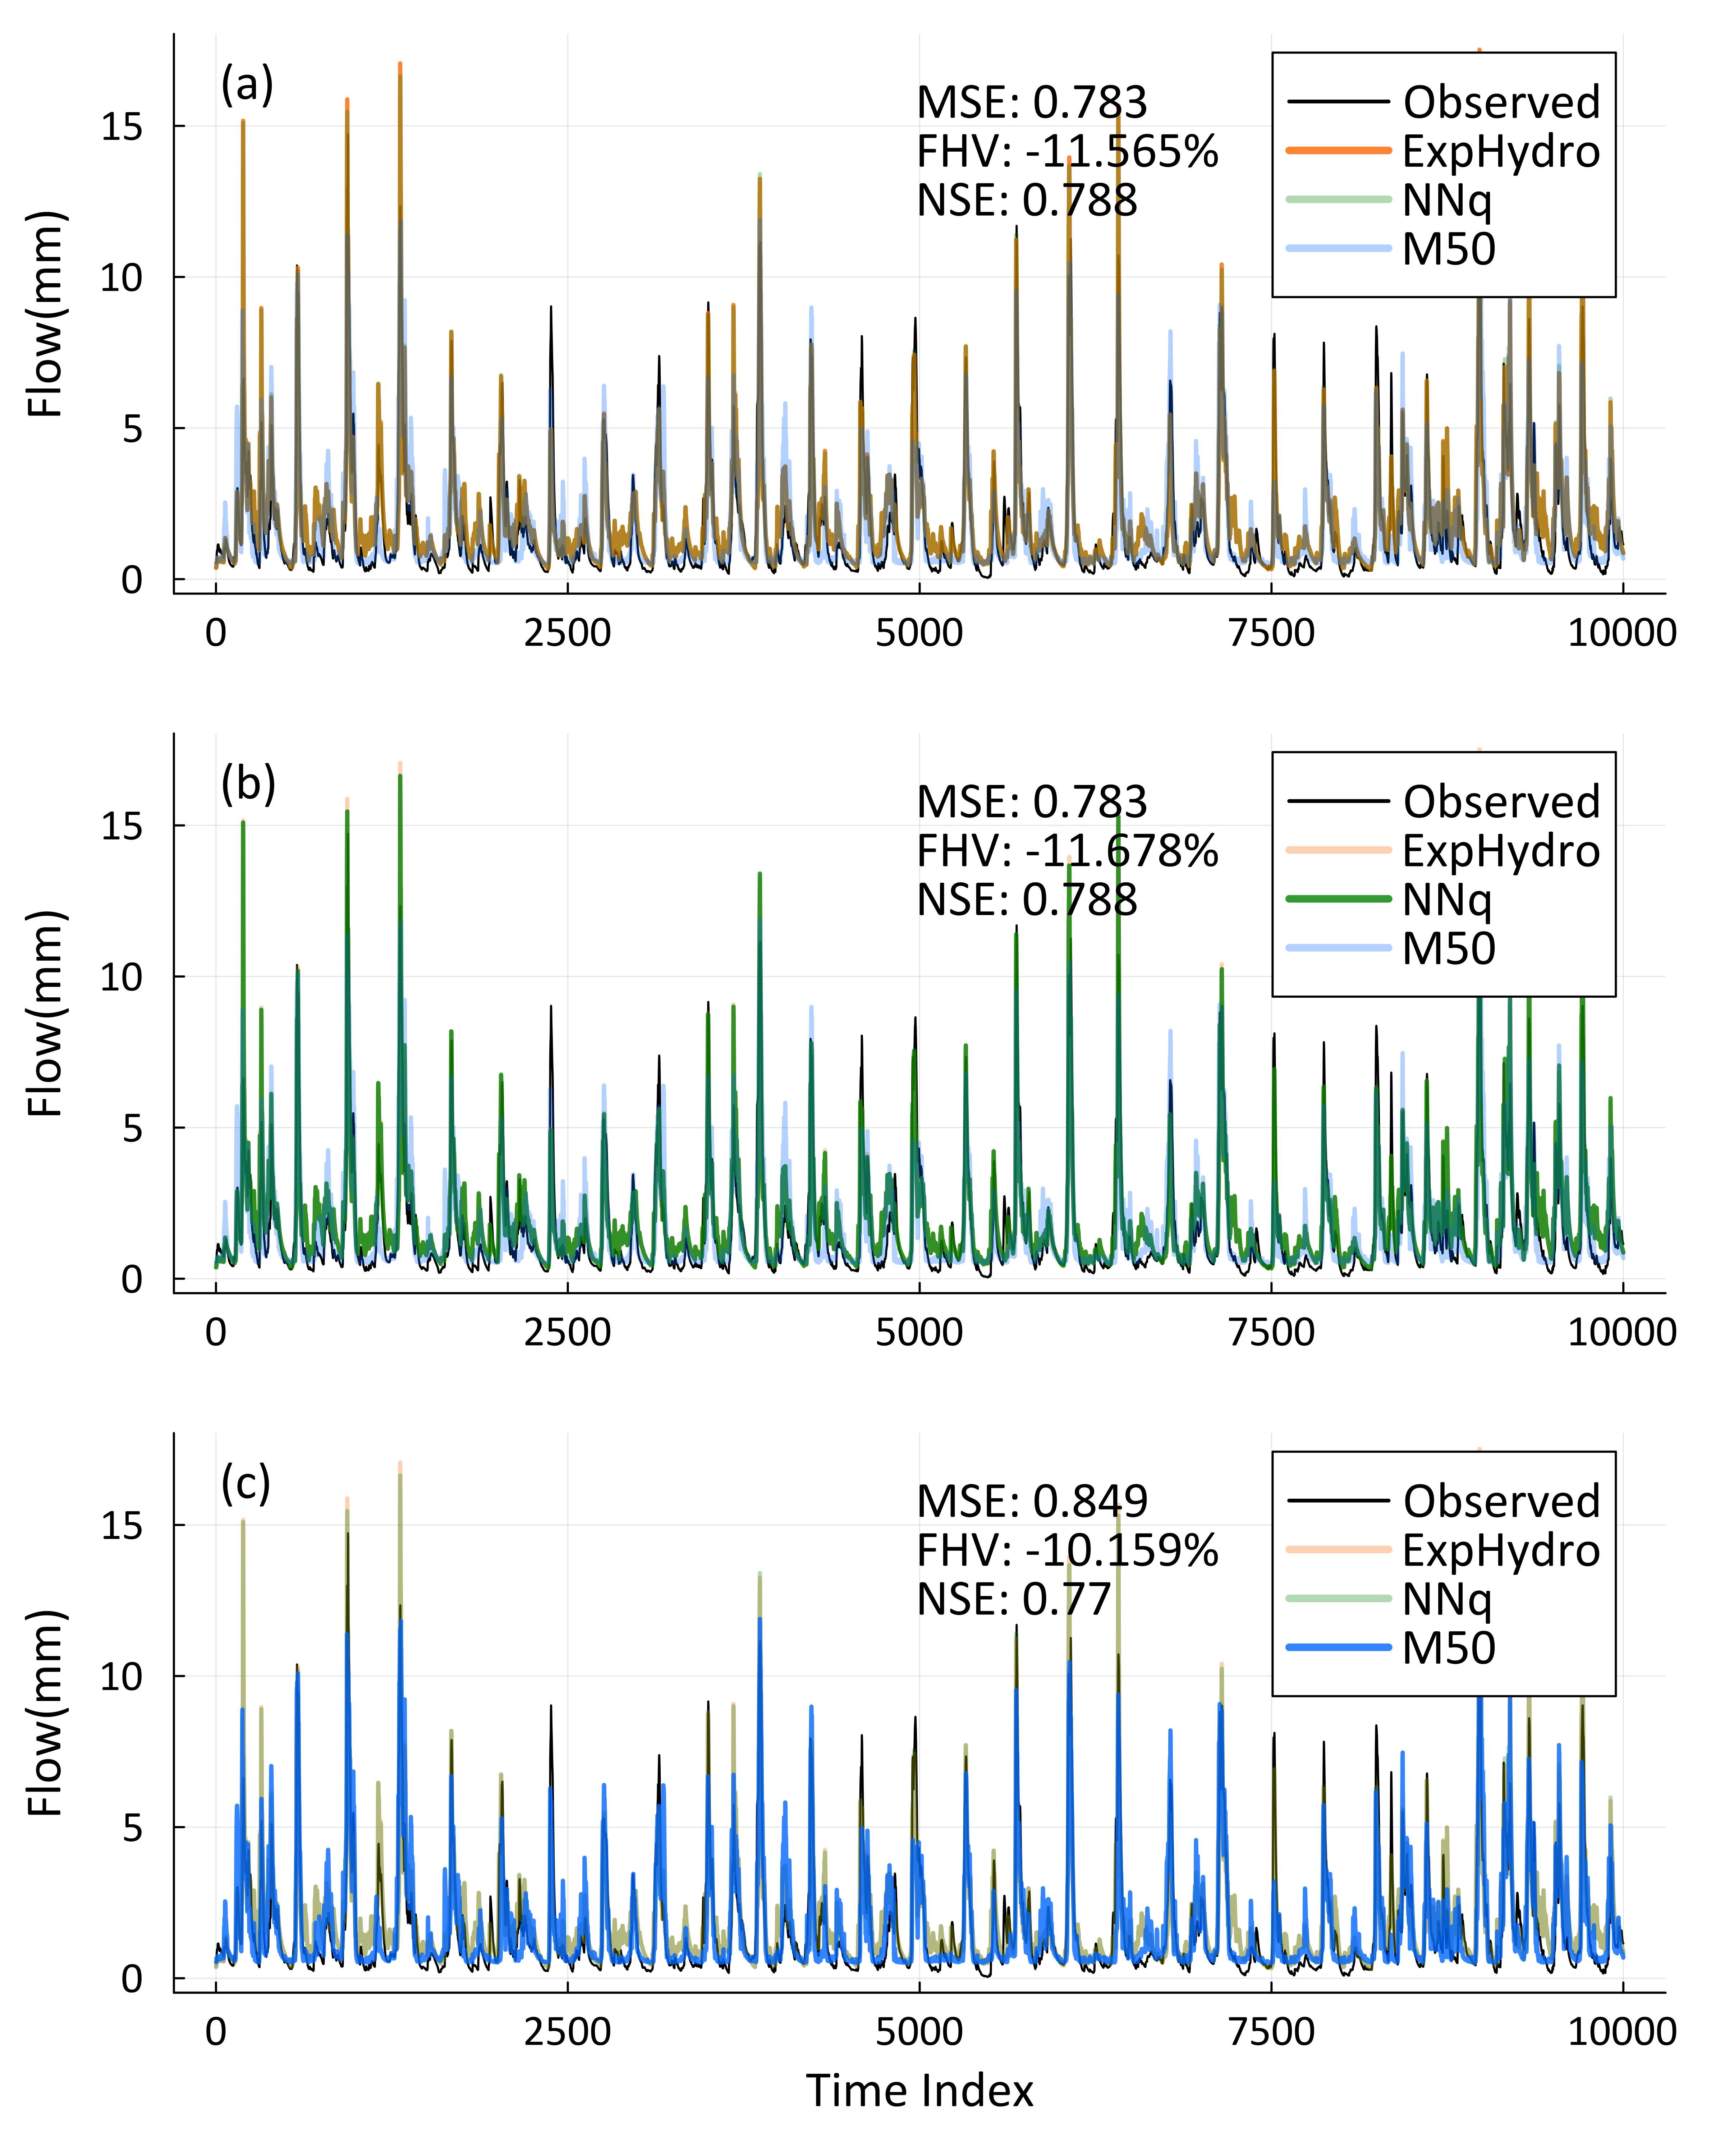 (a)
MSE: 0.783
FHV: -11.565%
NSE: 0.788
Observed
ExpHydro
NNq
M50
Flow(mm)
15
10
5
0
0 2500 5000 7500 10000
(b)
MSE: 0.783
FHV: -11.678%
NSE: 0.788
Observed
ExpHydro
NNq
M50
Flow(mm)
15
10
5
0
0 2500 5000 7500 10000
(c)
MSE: 0.849
FHV: -10.159%
NSE: 0.77
Observed
ExpHydro
NNq
M50
Flow(mm)
15
10
5
0
0 2500 5000 7500 10000
Time Index